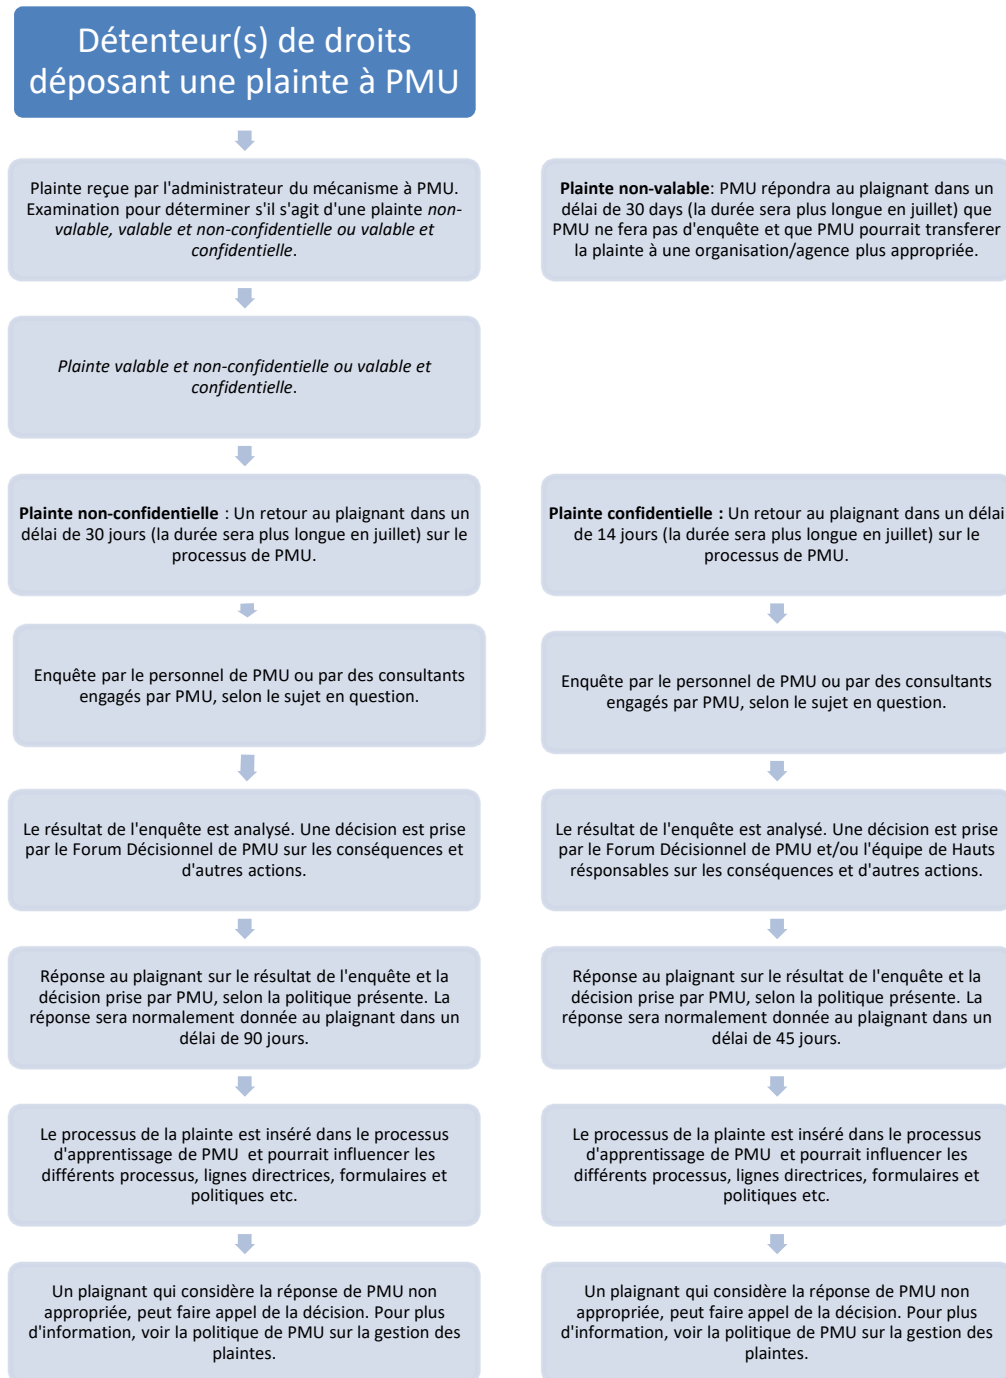 Détenteur(s) de droits
déposant une plainte à PMU
Plainte reçue par l'administrateur du mécanisme à PMU.
Examination pour déterminer s'il s'agit d'une plainte non-
valable, valable et non-confidentielle ou valable et
confidentielle.
Plainte non-valable: PMU répondra au plaignant dans un
délai de 30 days (la durée sera plus longue en juillet) que
PMU ne fera pas d'enquête et que PMU pourrait transferer
la plainte à une organisation/agence plus appropriée.
Plainte valable et non-confidentielle ou valable et
confidentielle.
Plainte non-confidentielle : Un retour au plaignant dans un
délai de 30 jours (la durée sera plus longue en juillet) sur le
processus de PMU.
Plainte confidentielle : Un retour au plaignant dans un délai
de 14 jours (la durée sera plus longue en juillet) sur le
processus de PMU.
Enquête par le personnel de PMU ou par des consultants
engagés par PMU, selon le sujet en question.
Enquête par le personnel de PMU ou par des consultants
engagés par PMU, selon le sujet en question.
Le résultat de l'enquête est analysé. Une décision est prise
par le Forum Décisionnel de PMU sur les conséquences et
d'autres actions.
Le résultat de l'enquête est analysé. Une décision est prise
par le Forum Décisionnel de PMU et/ou l'équipe de Hauts
résponsables sur les conséquences et d'autres actions.
Réponse au plaignant sur le résultat de l'enquête et la
décision prise par PMU, selon la politique présente. La
réponse sera normalement donnée au plaignant dans un
délai de 90 jours.
Réponse au plaignant sur le résultat de l'enquête et la
décision prise par PMU, selon la politique présente. La
réponse sera normalement donnée au plaignant dans un
délai de 45 jours.
Le processus de la plainte est inséré dans le processus
d'apprentissage de PMU et pourrait influencer les
différents processus, lignes directrices, formulaires et
politiques etc.
Le processus de la plainte est inséré dans le processus
d'apprentissage de PMU et pourrait influencer les
différents processus, lignes directrices, formulaires et
politiques etc.
Un plaignant qui considère la réponse de PMU non
appropriée, peut faire appel de la décision. Pour plus
d'information, voir la politique de PMU sur la gestion des
plaintes.
Un plaignant qui considère la réponse de PMU non
appropriée, peut faire appel de la décision. Pour plus
d'information, voir la politique de PMU sur la gestion des
plaintes.